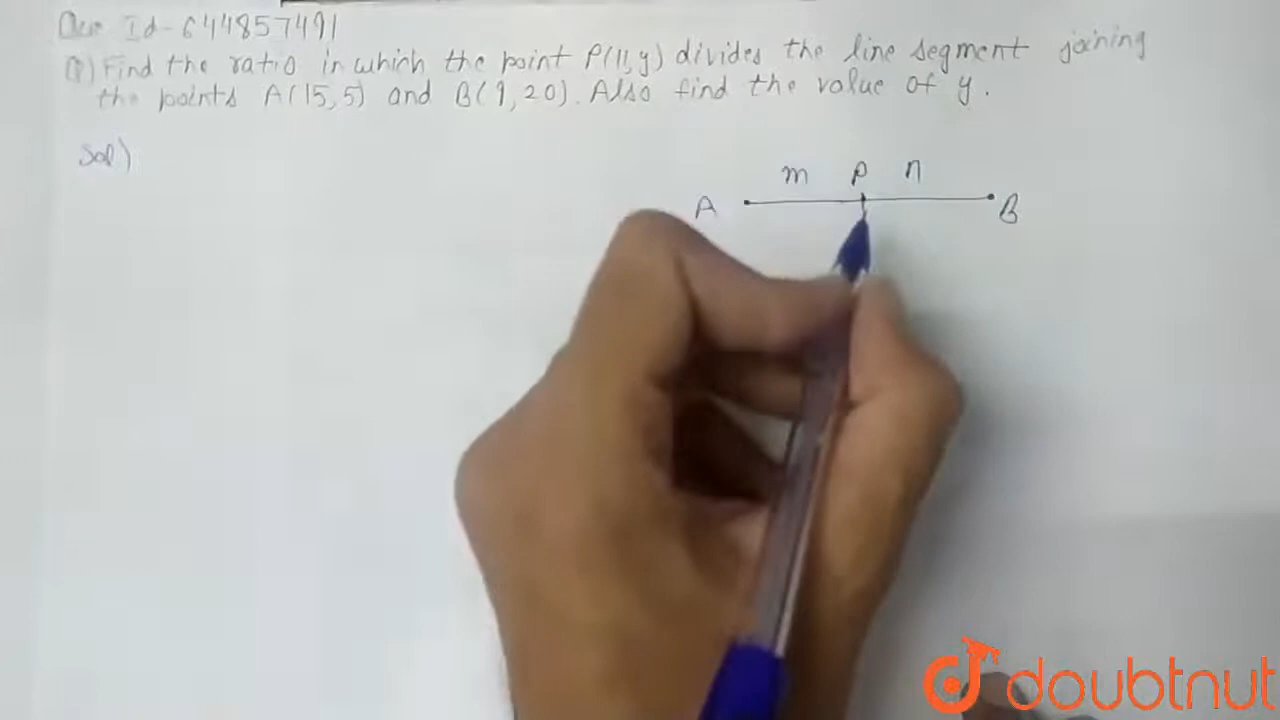 Que Id-644857491
Q) Find the ratio in which the point P(11,y) divides the line segment joining
the points A(15,5) and B(9,20). Also find the value of y.
Sol)
m P n
A B
doubtnut